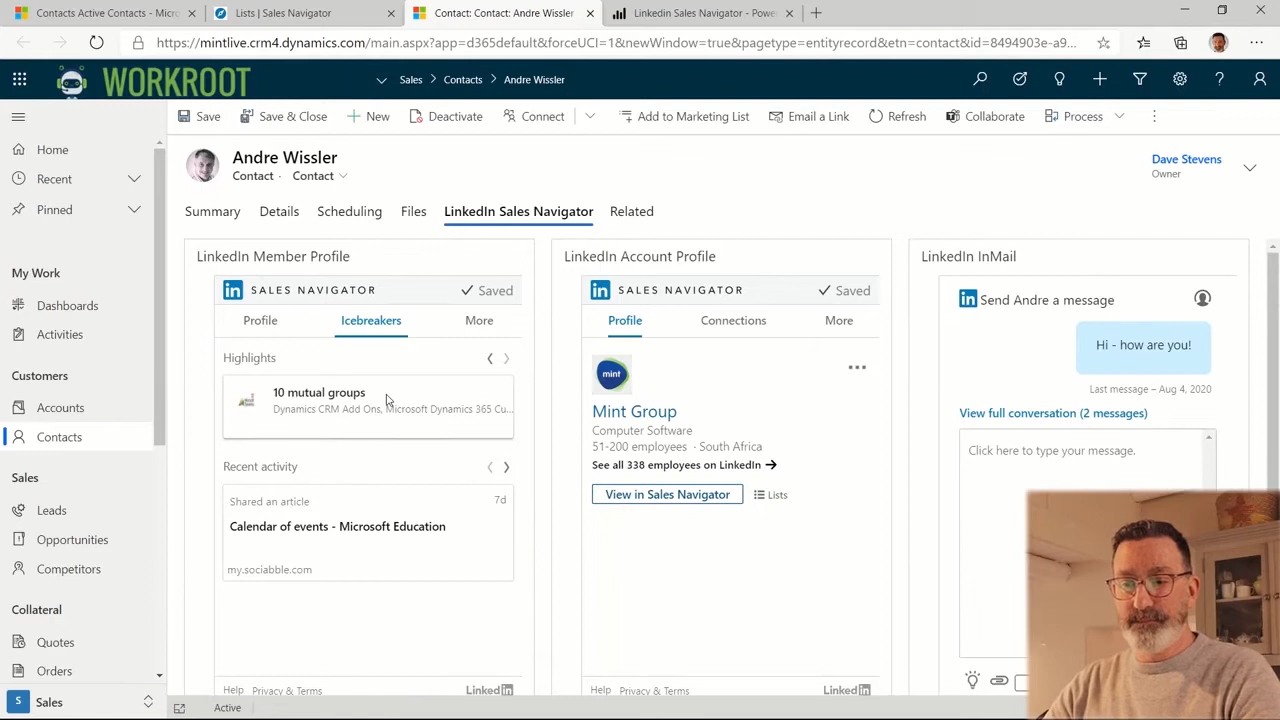 Contacts Active Contacts - Micros
Lists | Sales Navigator
Contact: Contact: Andre Wissler
Linkedin Sales Navigator - Powe
https://mintlive.crm4.dynamics.com/main.aspx?app=d365default&forceUCI=1&newWindow=true&pagetype=entityrecord&etn=contact&id=8494903e-a9...
WORKROOT
Sales
Contacts
Andre Wissler
Save
Save & Close
New
Deactivate
Connect
Add to Marketing List
Email a Link
Refresh
Collaborate
Process
Home
Recent
Pinned
My Work
Dashboards
Activities
Customers
Accounts
Contacts
Sales
Leads
Opportunities
Competitors
Collateral
Quotes
Orders
S
Sales
Andre Wissler
Contact ·
Contact
Dave Stevens
Owner
Summary
Details
Scheduling
Files
LinkedIn Sales Navigator
Related
LinkedIn Member Profile
in
SALES NAVIGATOR
Saved
Profile
Icebreakers
More
Highlights
10 mutual groups
Dynamics CRM Add Ons, Microsoft Dynamics 365 Cu...
Recent activity
Shared an article
7d
Calendar of events - Microsoft Education
my.sociabble.com
Help
Privacy & Terms
Linkedin
LinkedIn Account Profile
in
SALES NAVIGATOR
Saved
Profile
Connections
More
mint
Mint Group
Computer Software
51-200 employees · South Africa
See all 338 employees on LinkedIn
View in Sales Navigator
Lists
Help
Privacy & Terms
Linkedin
LinkedIn InMail
in
Send Andre a message
Hi - how are you!
Last message – Aug 4, 2020
View full conversation (2 messages)
Click here to type your message.
Active